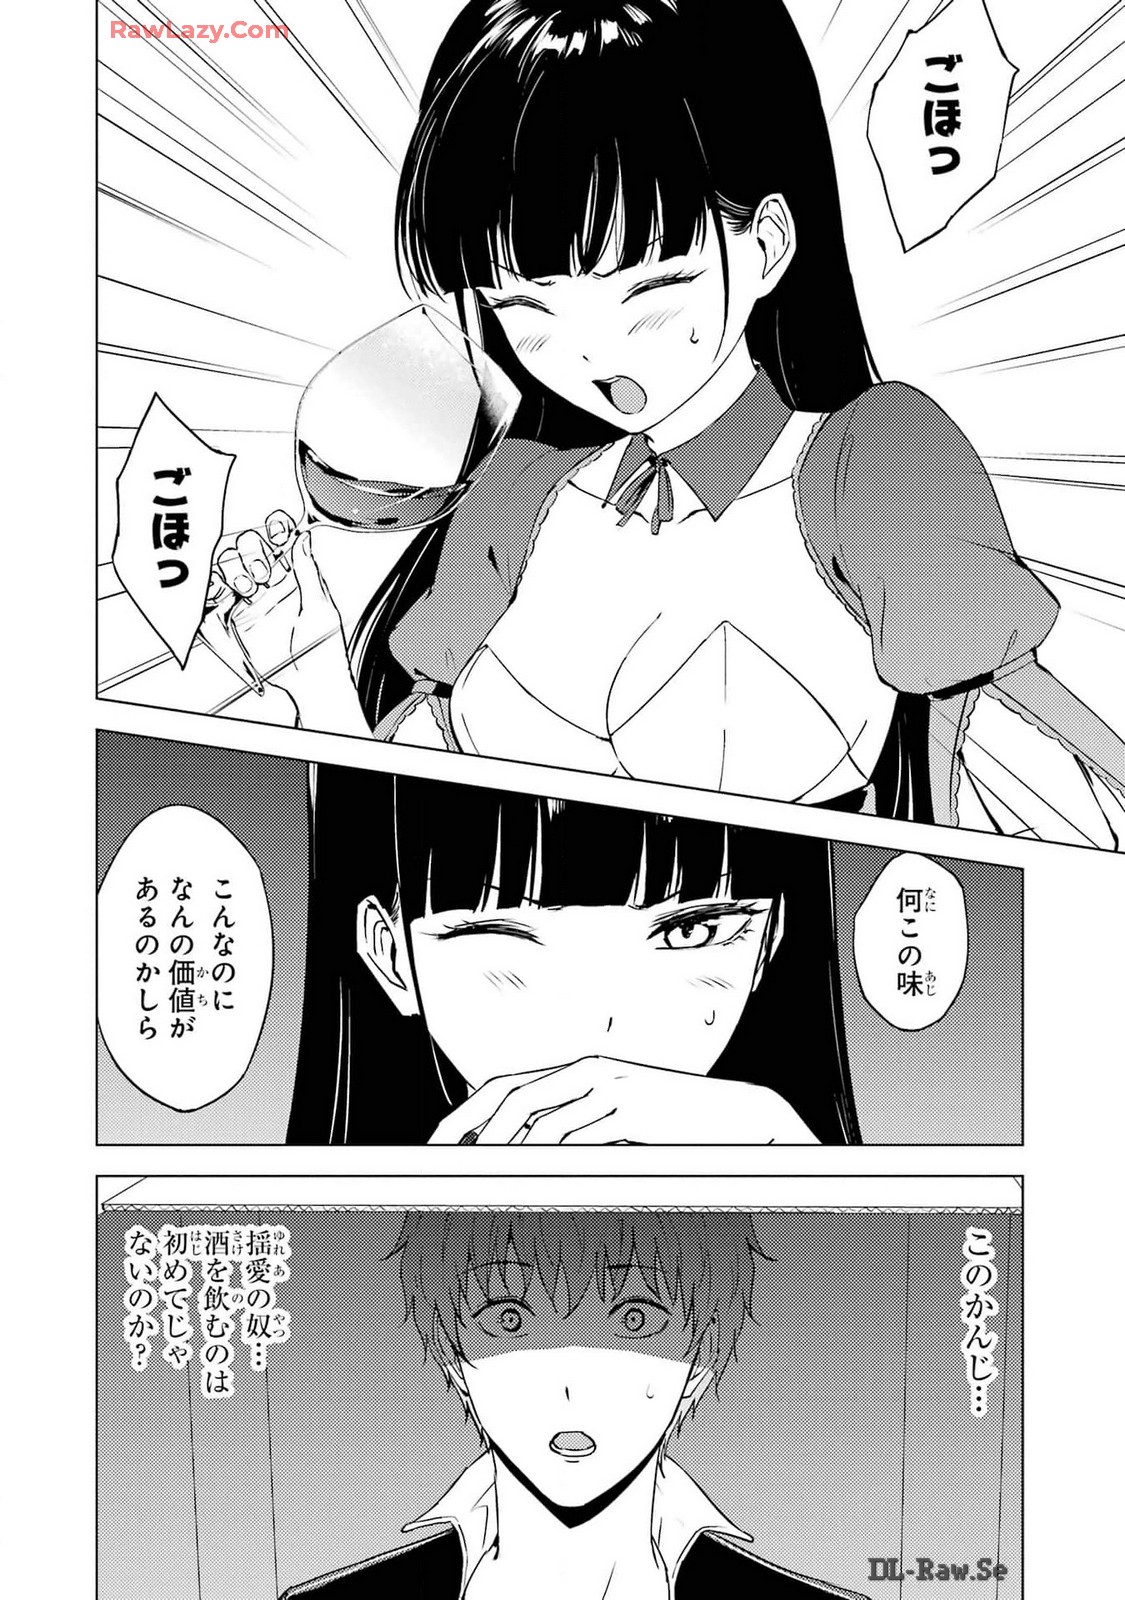 RawLazy.Com
ごほっ
ごほっ
何この味
こんなのに
なんの価値が
あるのかしら
このかんじ…
揺愛の奴…
酒を飲むのは
初めてじゃ
ないのか?
DL-Raw.Se